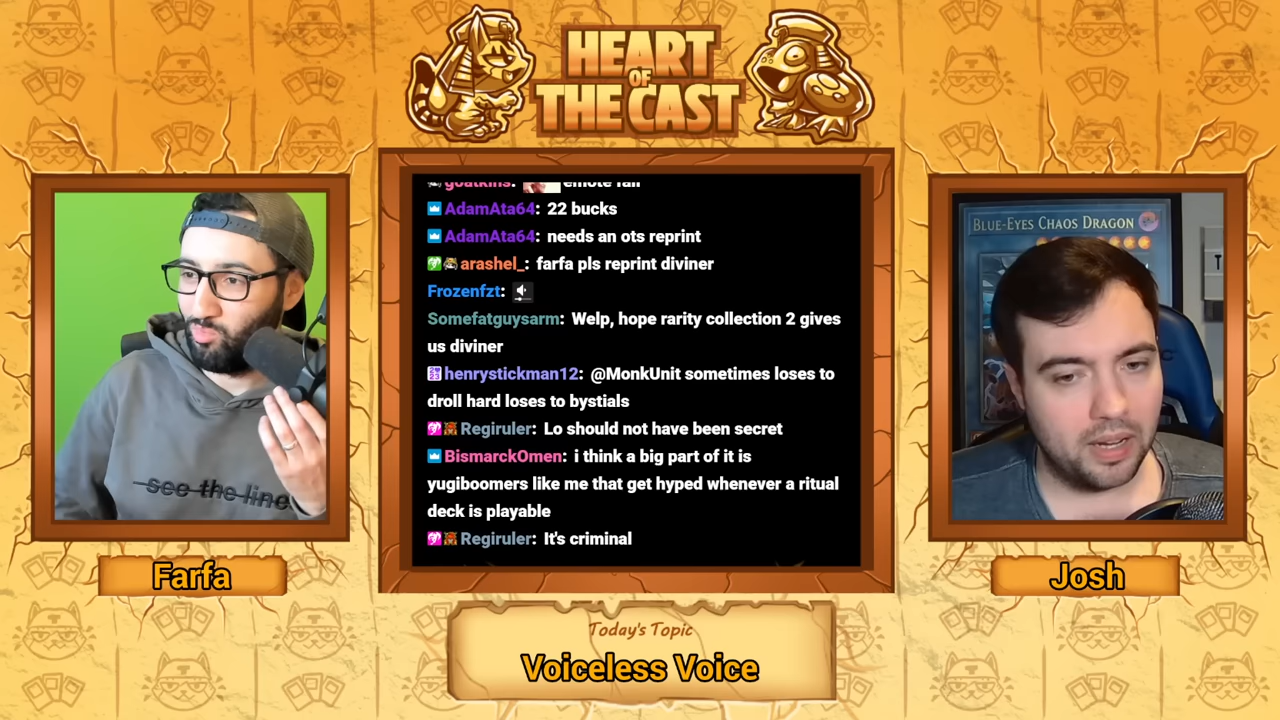 HEART
OF
THE CAST
BLUE-EYES CHAOS DRAGON
goatkins: emote fail
AdamAta64: 22 bucks
AdamAta64: needs an ots reprint
arashel_: farfa pls reprint diviner
Frozenfzt:
Somefatguysarm: Welp, hope rarity collection 2 gives
us diviner
henrystickman12: @MonkUnit sometimes loses to
droll hard loses to bystials
Regiruler: Lo should not have been secret
BismarckOmen: i think a big part of it is
yugiboomers like me that get hyped whenever a ritual
deck is playable
Regiruler: It's criminal
see the line
Farfa
Josh
Today's Topic
Voiceless Voice